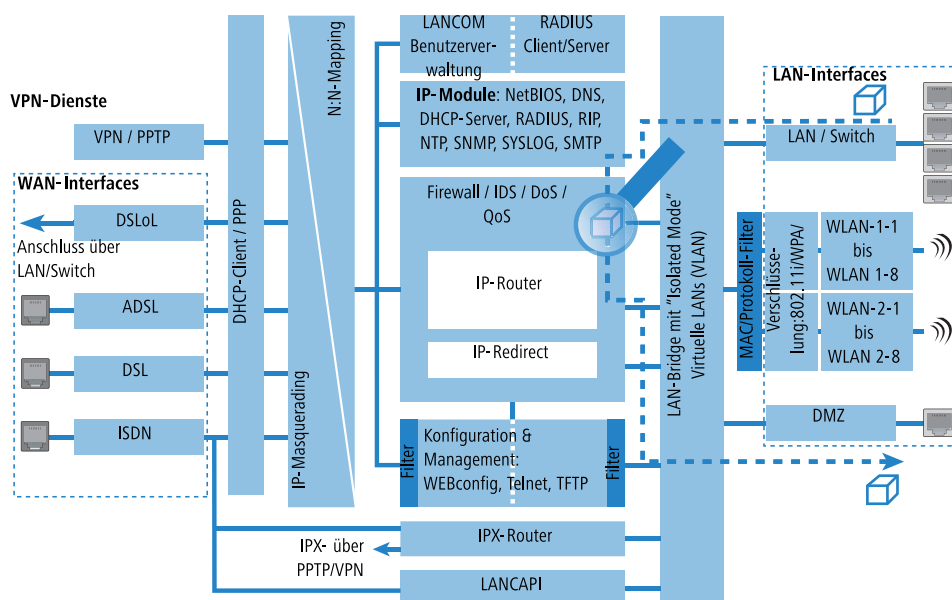 LANCOM
Benutzerver-
waltung
RADIUS
Client/Server
N:N-Mapping
IP-Masquerading
DHCP-Client / PPP
VPN-Dienste
VPN / PPTP
WAN-Interfaces
DSLoL
Anschluss über
LAN/Switch
ADSL
DSL
ISDN
IP-Module: NetBIOS, DNS,
DHCP-Server, RADIUS, RIP,
NTP, SNMP, SYSLOG, SMTP
Firewall / IDS / DoS /
QoS
IP-Router
IP-Redirect
Filter
Konfiguration &
Management:
WEBconfig, Telnet, TFTP
Filter
IPX-Router
IPX- über
PPTP/VPN
LANCAPI
LAN-Bridge mit "Isolated Mode"
Virtuelle LANs (VLAN)
LAN-Interfaces
LAN / Switch
MAC/Protokoll-Filter
Verschlüsse-
lung:802.11i/WPA/
WLAN-1-1
bis
WLAN 1-8
WLAN-2-1
bis
WLAN 2-8
DMZ